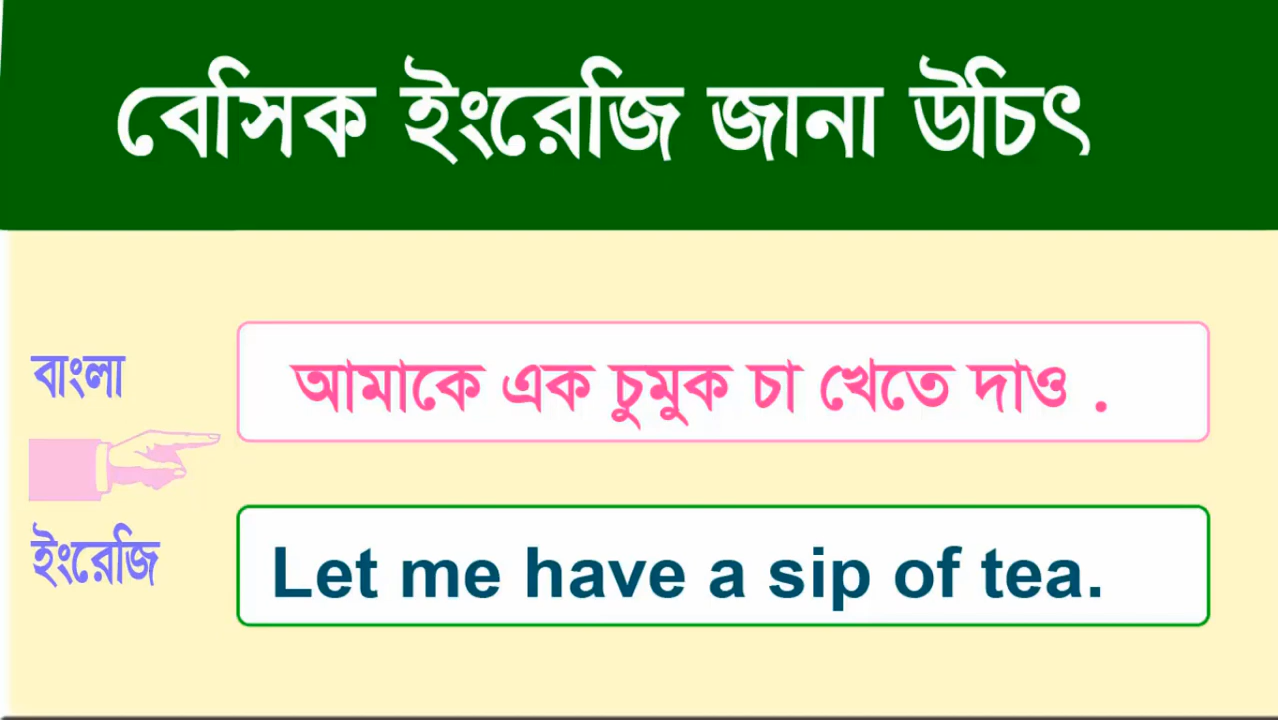 বেসিক ইংরেজি জানা উচিৎ
বাংলা
আমাকে এক চুমুক চা খেতে দাও .
ইংরেজি
Let me have a sip of tea.